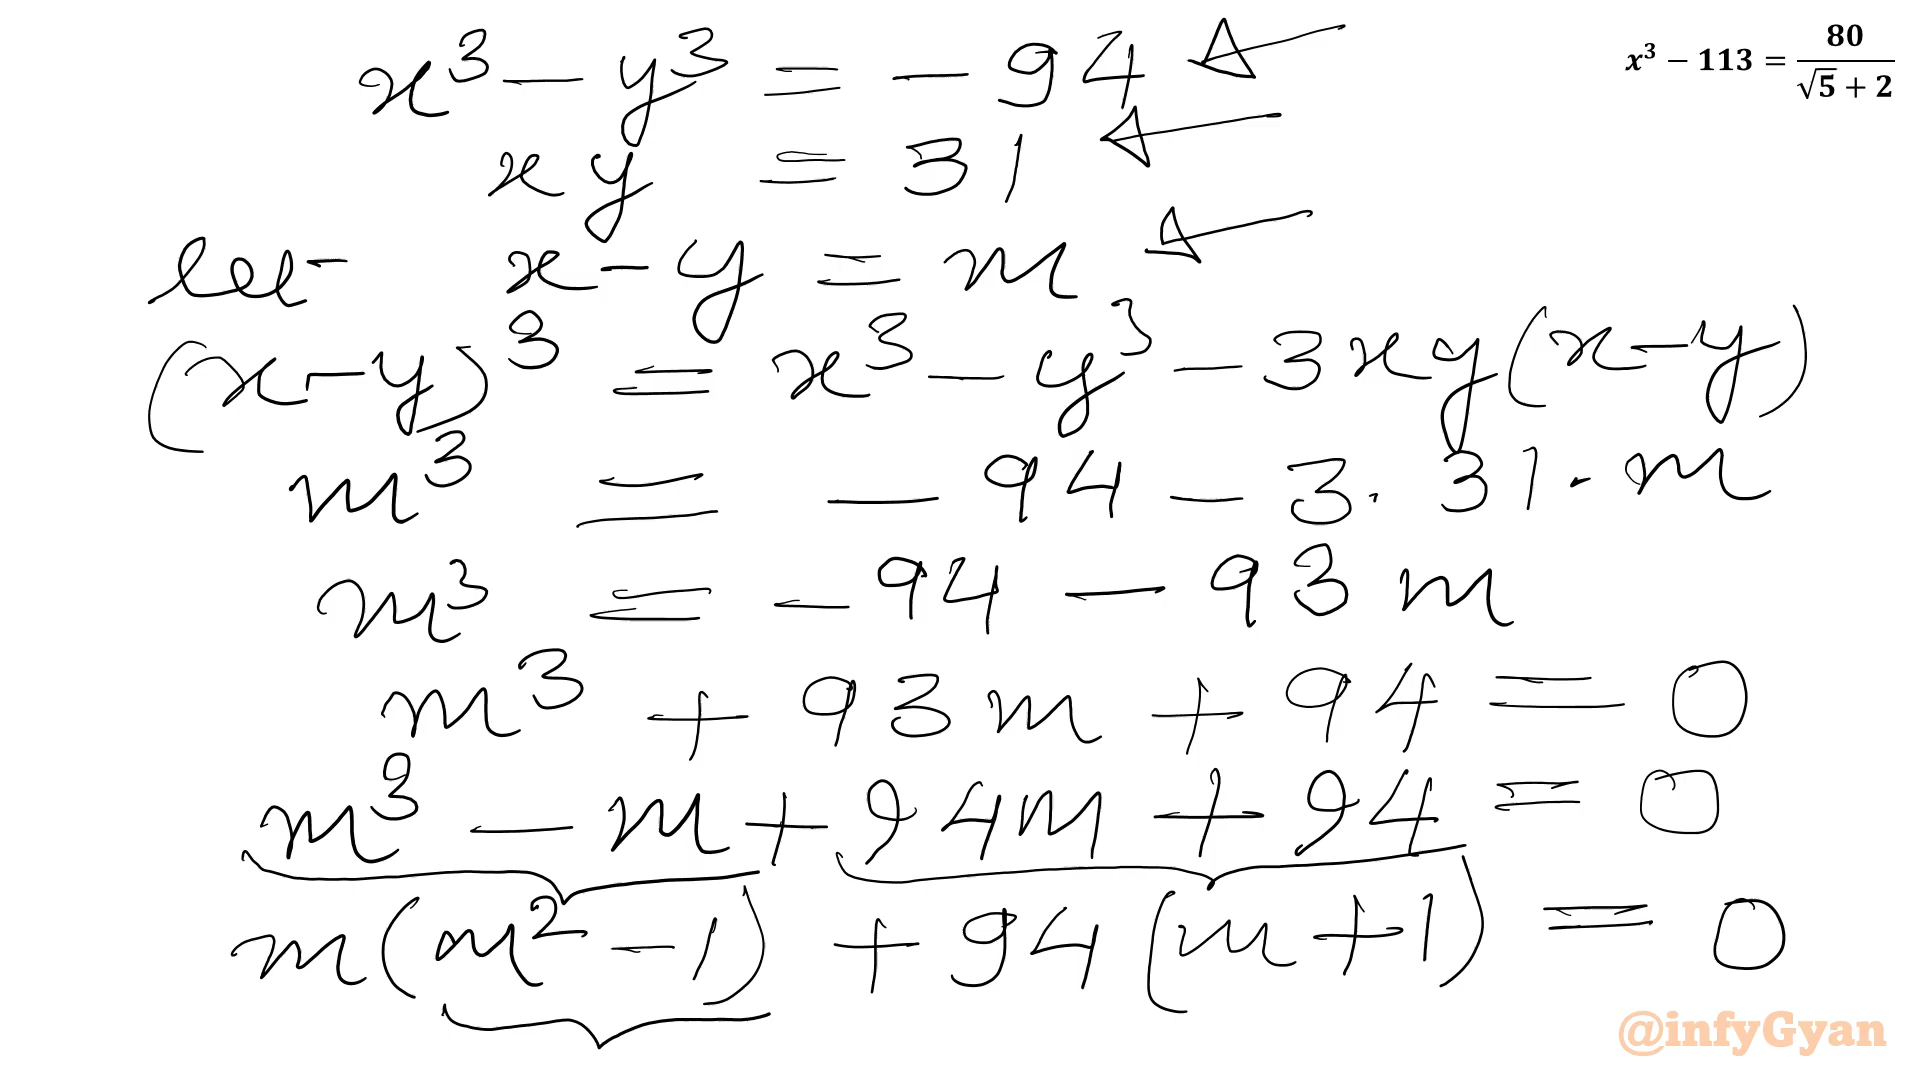 x³ - y³ = -94
x³ - 113 = 80/(√5 + 2)
xy = 31
let x - y = m
(x-y)³ = x³ - y³ - 3xy(x-y)
m³ = -94 - 3.31.m
m³ = -94 - 93m
m³ + 93m + 94 = 0
m³ - m + 94m + 94 = 0
m(m² - 1) + 94(m+1) = 0
@infyGyan